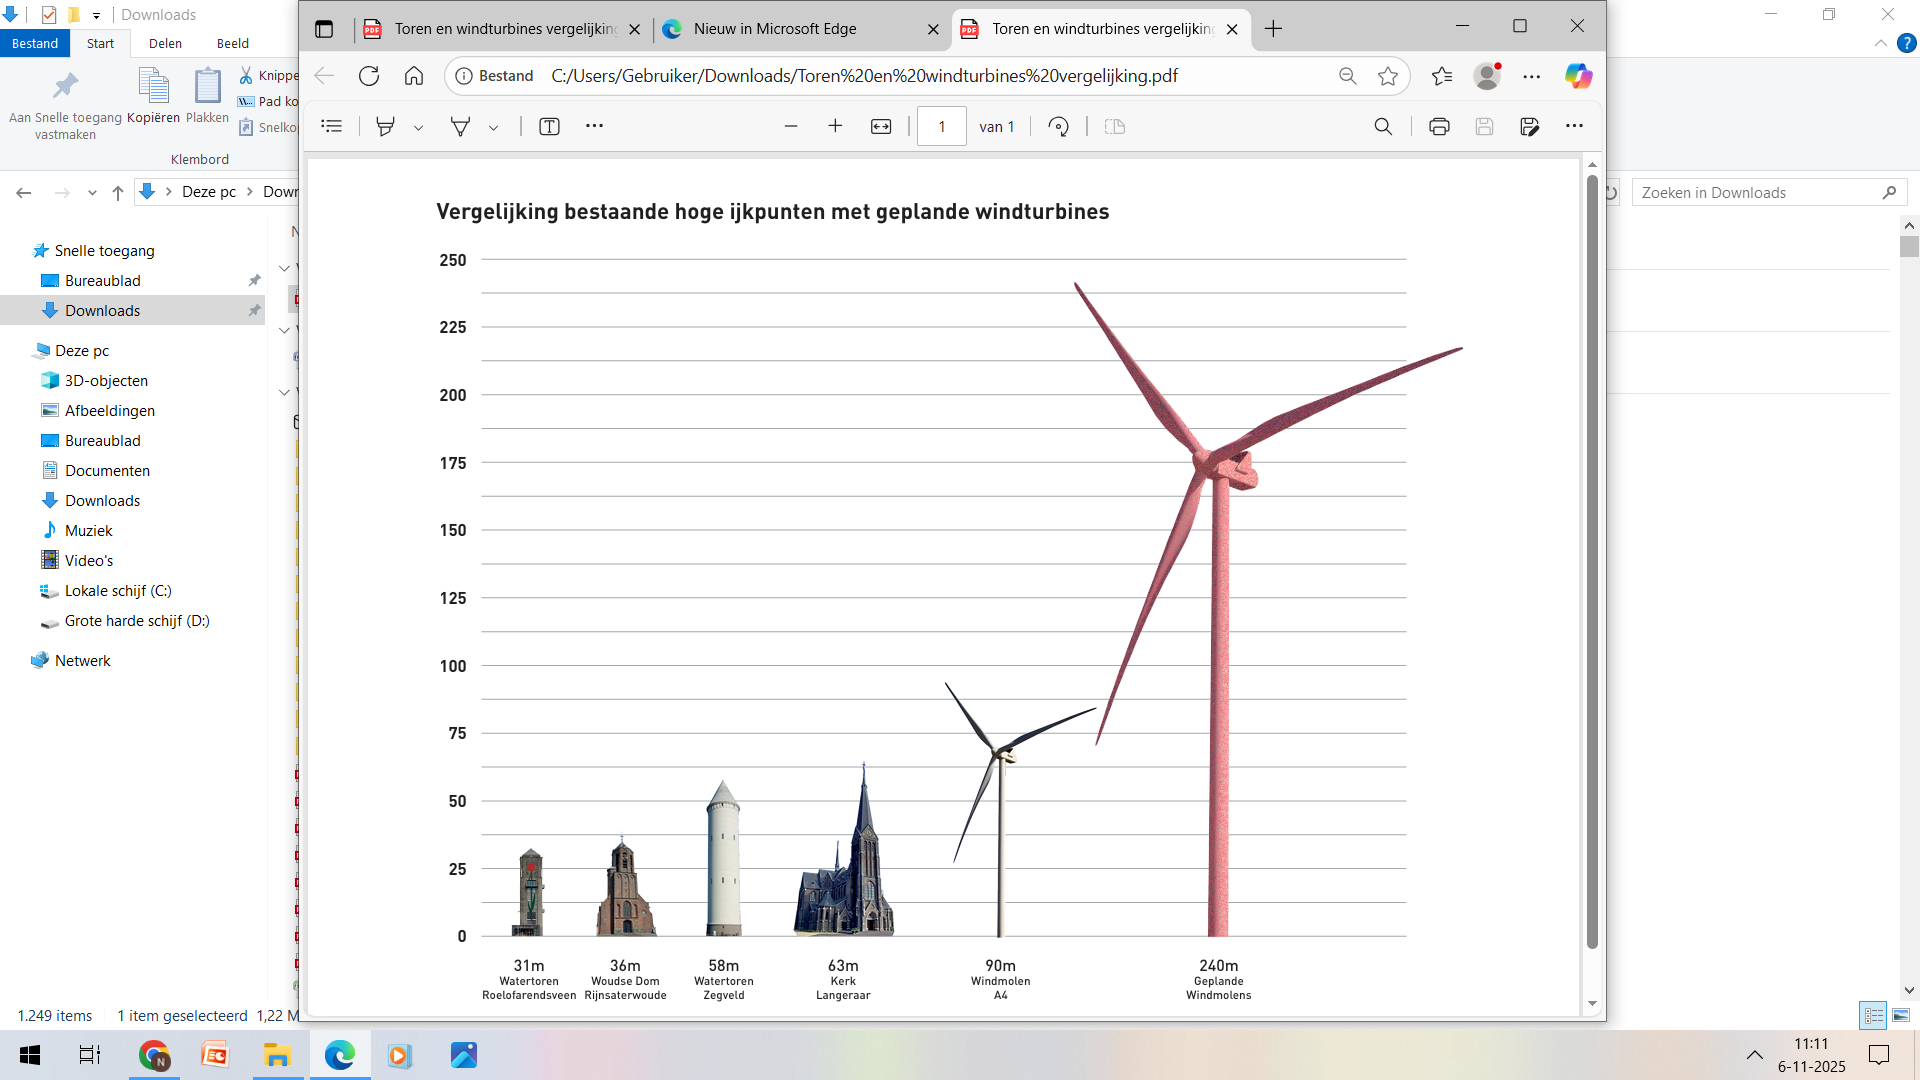 Downloads
Bestand Start Delen Beeld
Aan Snelle toegang
vastmaken
Kopiëren
Plakken
Knippe
Pad ko
Snelko
Klembord
Deze pc
Down
Zoeken in Downloads
Snelle toegang
Bureaublad
Downloads
Deze pc
3D-objecten
Afbeeldingen
Bureaublad
Documenten
Downloads
Muziek
Video's
Lokale schijf (C:)
Grote harde schijf (D:)
Netwerk
1.249 items 1 item geselecteerd 1,22 M
Toren en windturbines vergelijking
Nieuw in Microsoft Edge
Toren en windturbines vergelijking
Bestand C:/Users/Gebruiker/Downloads/Toren%20en%20windturbines%20vergelijking.pdf
1 van 1
Vergelijking bestaande hoge ijkpunten met geplande windturbines
250
225
200
175
150
125
100
75
50
25
0
31m
Watertoren
Roelofarendsveen
36m
Woudse Dom
Rijnsaterwoude
58m
Watertoren
Zegveld
63m
Kerk
Langeraar
90m
Windmolen
A4
240m
Geplande
Windmolens
11:11
6-11-2025